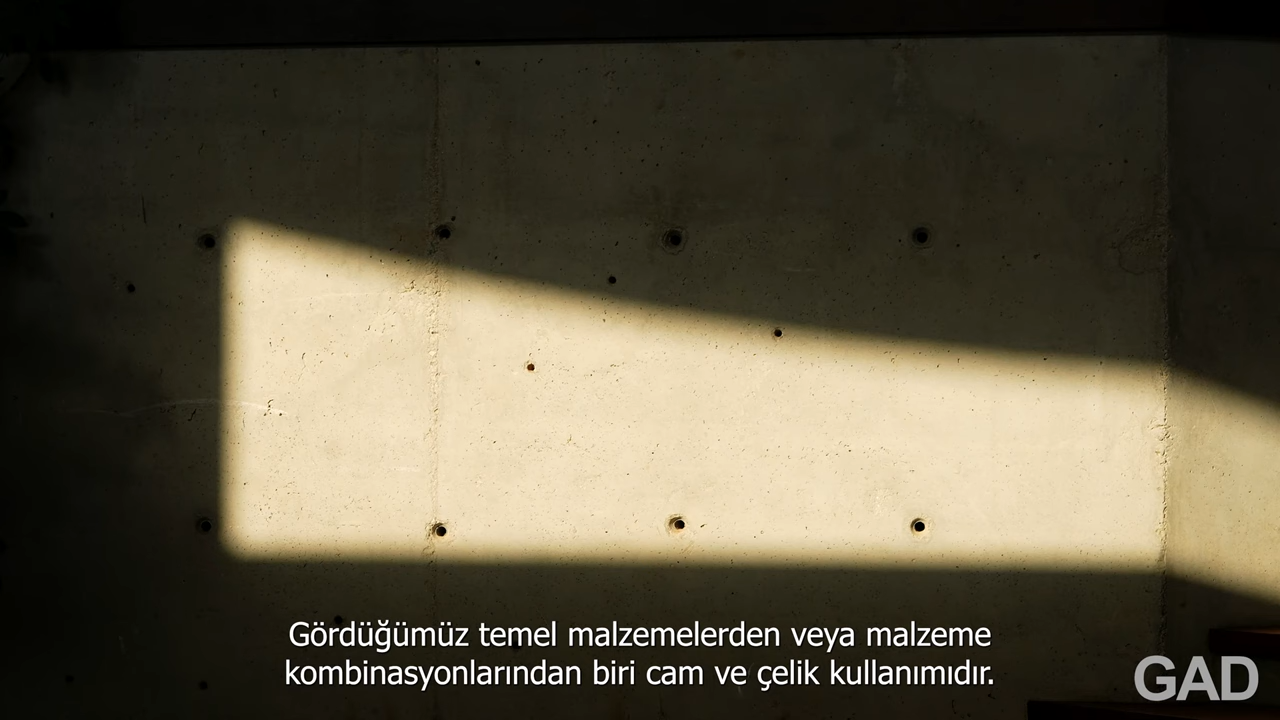 Gördüğümüz temel malzemelerden veya malzeme
kombinasyonlarından biri cam ve çelik kullanımıdır.
GAD